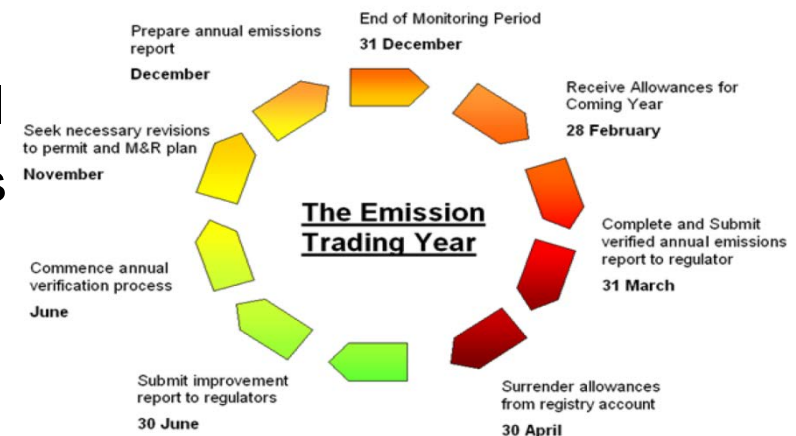 The Emission
Trading Year
End of Monitoring Period
31 December
Receive Allowances for
Coming Year
28 February
Complete and Submit
verified annual emissions
report to regulator
31 March
Surrender allowances
from registry account
30 April
Submit improvement
report to regulators
30 June
Commence annual
verification process
June
Seek necessary revisions
to permit and M&R plan
November
Prepare annual emissions
report
December